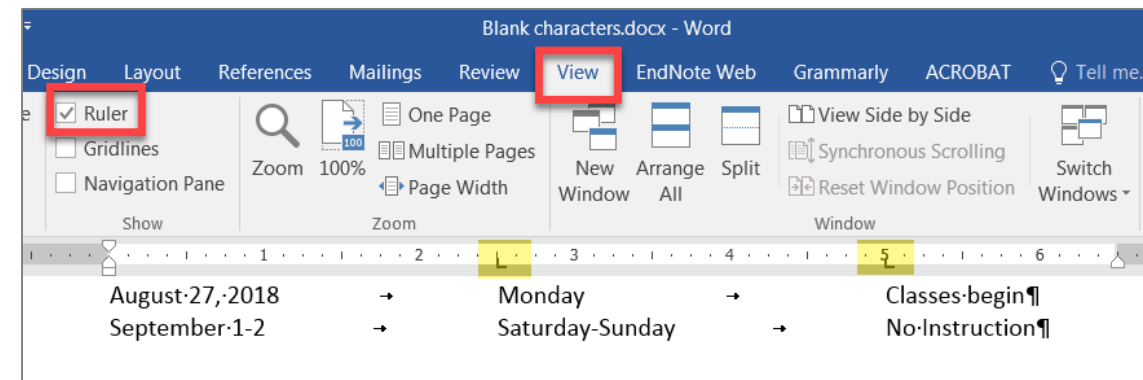 Blank characters.docx - Word
Design Layout References Mailings Review View EndNote Web Grammarly ACROBAT Tell me.
e Ruler
Gridlines
Navigation Pane
Show
Zoom
100
100%
One Page
Multiple Pages
Page Width
Zoom
New Window
Arrange All
Split
View Side by Side
Synchronous Scrolling
Reset Window Position
Window
Switch Windows
1 2 3 4 5 6
August·27,·2018 → Monday → Classes·begin¶
September·1-2 → Saturday-Sunday → No·Instruction¶